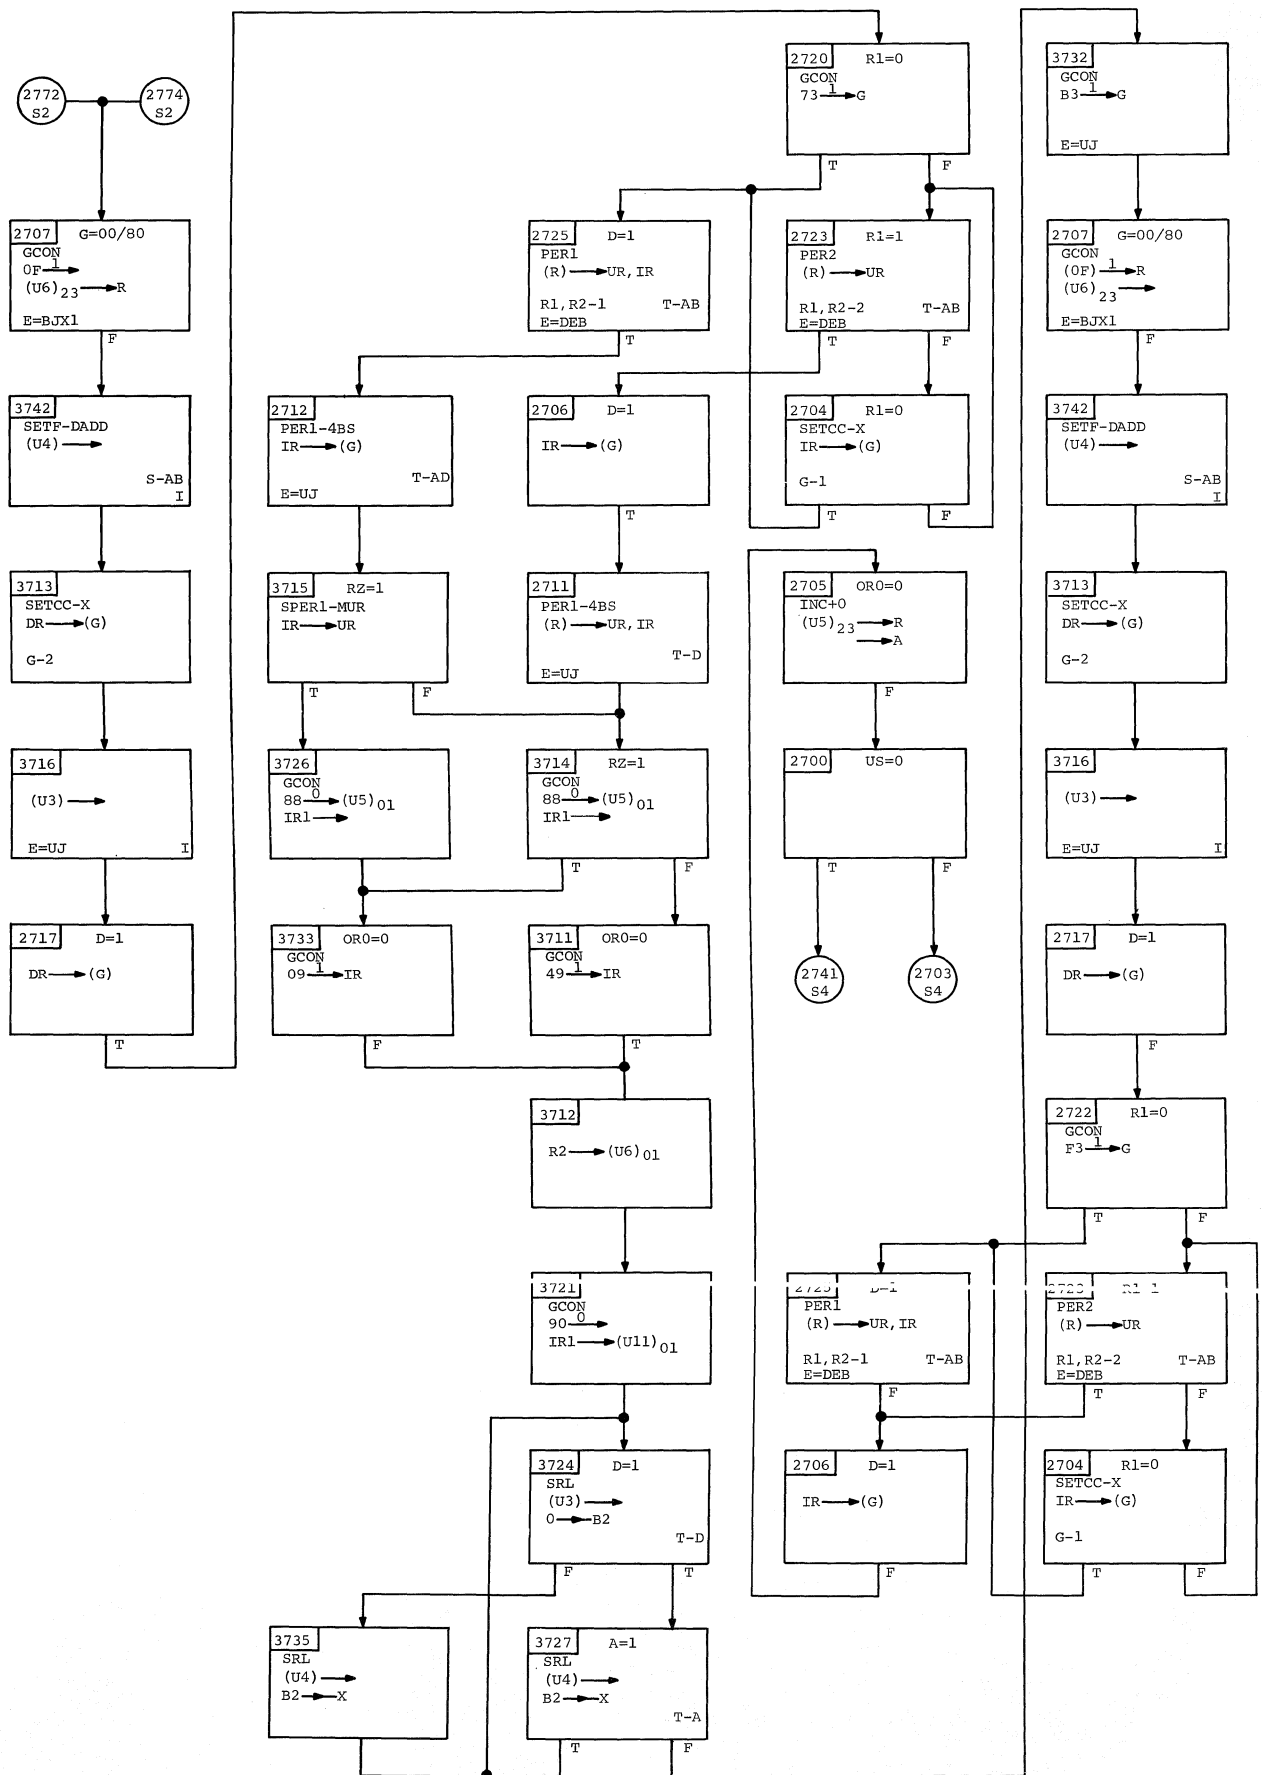 2772
S2
2774
S2
2707 G=00/80
GCON
0F 1
(U6)23 R
E=BJX1
F
3742
SETF-DADD
(U4)
S-AB
I
3713
SETCC-X
DR (G)
G-2
3716
(U3)
E=UJ I
2717 D=1
DR (G)
T
2712
PER1-4BS
IR (G)
T-AD
E=UJ
3715 RZ=1
SPER1-MUR
IR UR
T F
3726
GCON
88 0 (U5)01
IR1
3733 OR0=0
GCON
09 1 IR
F
3735
SRL
(U4)
B2 X
2725 D=1
PER1
(R) UR,IR
R1,R2-1 T-AB
E=DEB
T
2706 D=1
IR (G)
T
2711
PER1-4BS
(R) UR,IR
T-D
E=UJ
3714 RZ=1
GCON
88 0 (U5)01
IR1
T F
3711 OR0=0
GCON
49 1 IR
T
3712
R2 (U6)01
3721
GCON
90 0
IR1 (U11)01
3724 D=1
SRL
(U3)
0 B2
T-D
F T
3727 A=1
SRL
(U4)
B2 X
T-A
T F
2720 R1=0
GCON
73 1 G
T F
2723 R1=1
PER2
(R) UR
R1,R2-2 T-AB
E=DEB
T F
2704 R1=0
SETCC-X
IR (G)
G-1
T F
2705 OR0=0
INC+0
(U5)23 R
A
F
2700 US=0
T F
2741
S4
2703
S4
PER1
(R) UR,IR
R1,R2-1 T-AB
E=DEB
F
2706 D=1
IR (G)
F
3732
GCON
B3 1 G
E=UJ
2707 G=00/80
GCON
(0F) 1 R
(U6)23
E=BJX1
F
3742
SETF-DADD
(U4)
S-AB
I
3713
SETCC-X
DR (G)
G-2
3716
(U3)
E=UJ I
2717 D=1
DR (G)
F
2722 R1=0
GCON
F3 1 G
T F
PER2
(R) UR
R1,R2-2 T-AB
E=DEB
T F
2704 R1=0
SETCC-X
IR (G)
G-1
T F